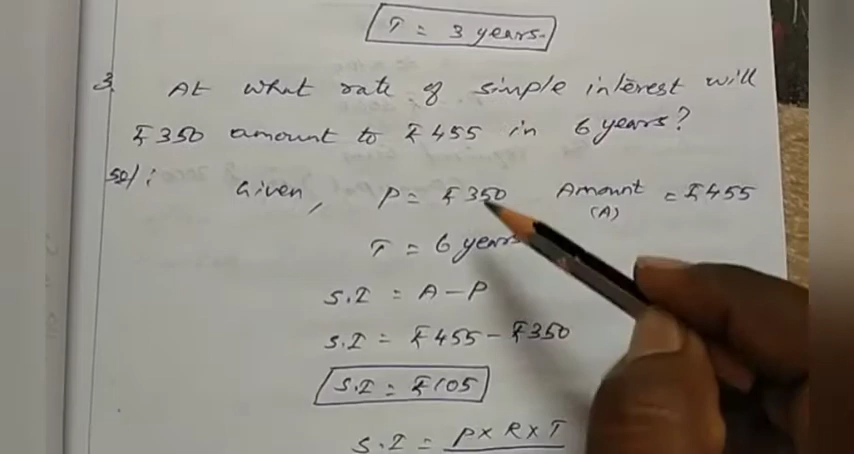 T = 3 years.
3. At what rate of simple interest will
₹350 amount to ₹455 in 6 years?
Sol:
Given, P = ₹350 Amount (A) = ₹455
T = 6 years
S.I = A - P
S.I = ₹455 - ₹350
S.I = ₹105
S.I = P× R× T